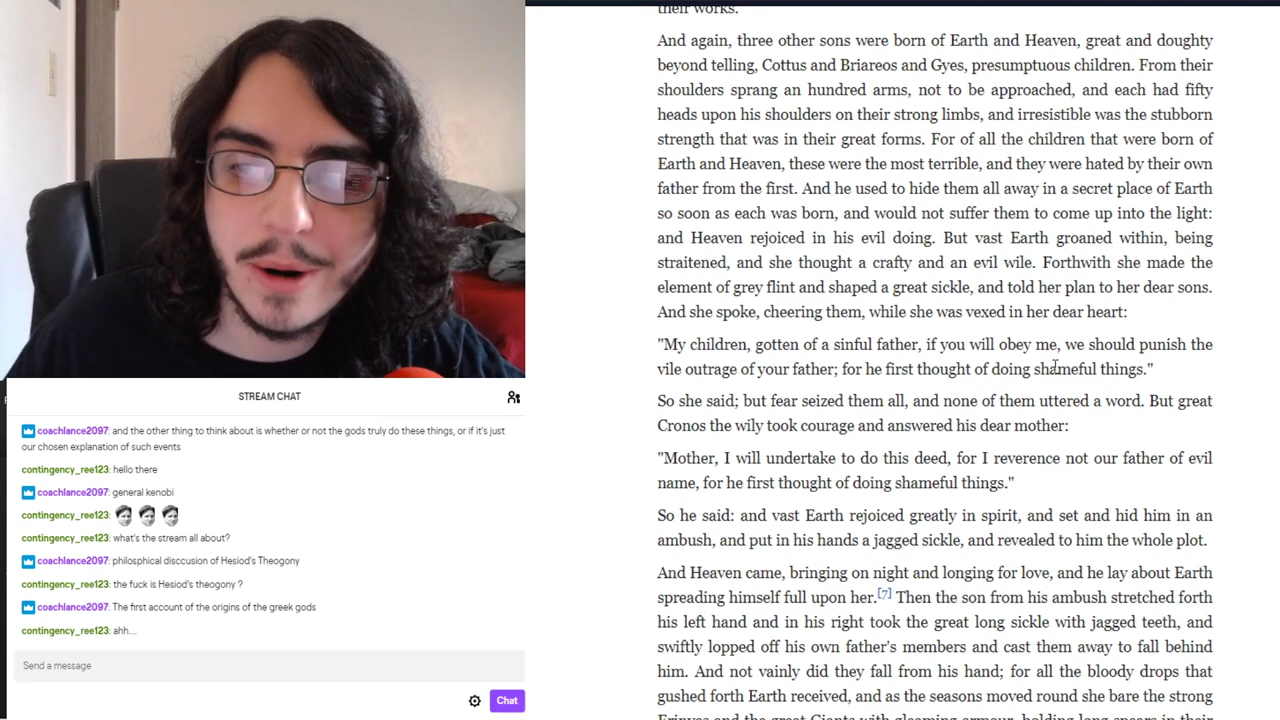 STREAM CHAT
coachlance2097: and the other thing to think about is whether or not the gods truly do these things, or if it's just
our chosen explanation of such events
contingency_ree123: hello there
coachlance2097: general kenobi
contingency_ree123:
contingency_ree123: what's the stream all about?
coachlance2097: philosphical disccusion of Hesiod's Theogony
contingency_ree123: the fuck is Hesiod's theogony ?
coachlance2097: The first account of the origins of the greek gods
contingency_ree123: ahh....
Send a message
Chat
their works.
And again, three other sons were born of Earth and Heaven, great and doughty
beyond telling, Cottus and Briareos and Gyes, presumptuous children. From their
shoulders sprang an hundred arms, not to be approached, and each had fifty
heads upon his shoulders on their strong limbs, and irresistible was the stubborn
strength that was in their great forms. For of all the children that were born of
Earth and Heaven, these were the most terrible, and they were hated by their own
father from the first. And he used to hide them all away in a secret place of Earth
so soon as each was born, and would not suffer them to come up into the light:
and Heaven rejoiced in his evil doing. But vast Earth groaned within, being
straitened, and she thought a crafty and an evil wile. Forthwith she made the
element of grey flint and shaped a great sickle, and told her plan to her dear sons.
And she spoke, cheering them, while she was vexed in her dear heart:
"My children, gotten of a sinful father, if you will obey me, we should punish the
vile outrage of your father; for he first thought of doing shameful things."
So she said; but fear seized them all, and none of them uttered a word. But great
Cronos the wily took courage and answered his dear mother:
"Mother, I will undertake to do this deed, for I reverence not our father of evil
name, for he first thought of doing shameful things."
So he said: and vast Earth rejoiced greatly in spirit, and set and hid him in an
ambush, and put in his hands a jagged sickle, and revealed to him the whole plot.
And Heaven came, bringing on night and longing for love, and he lay about Earth
spreading himself full upon her.[7] Then the son from his ambush stretched forth
his left hand and in his right took the great long sickle with jagged teeth, and
swiftly lopped off his own father's members and cast them away to fall behind
him. And not vainly did they fall from his hand; for all the bloody drops that
gushed forth Earth received, and as the seasons moved round she bare the strong
Erinyes and the great Giants with gleaming armour, holding long spears in their